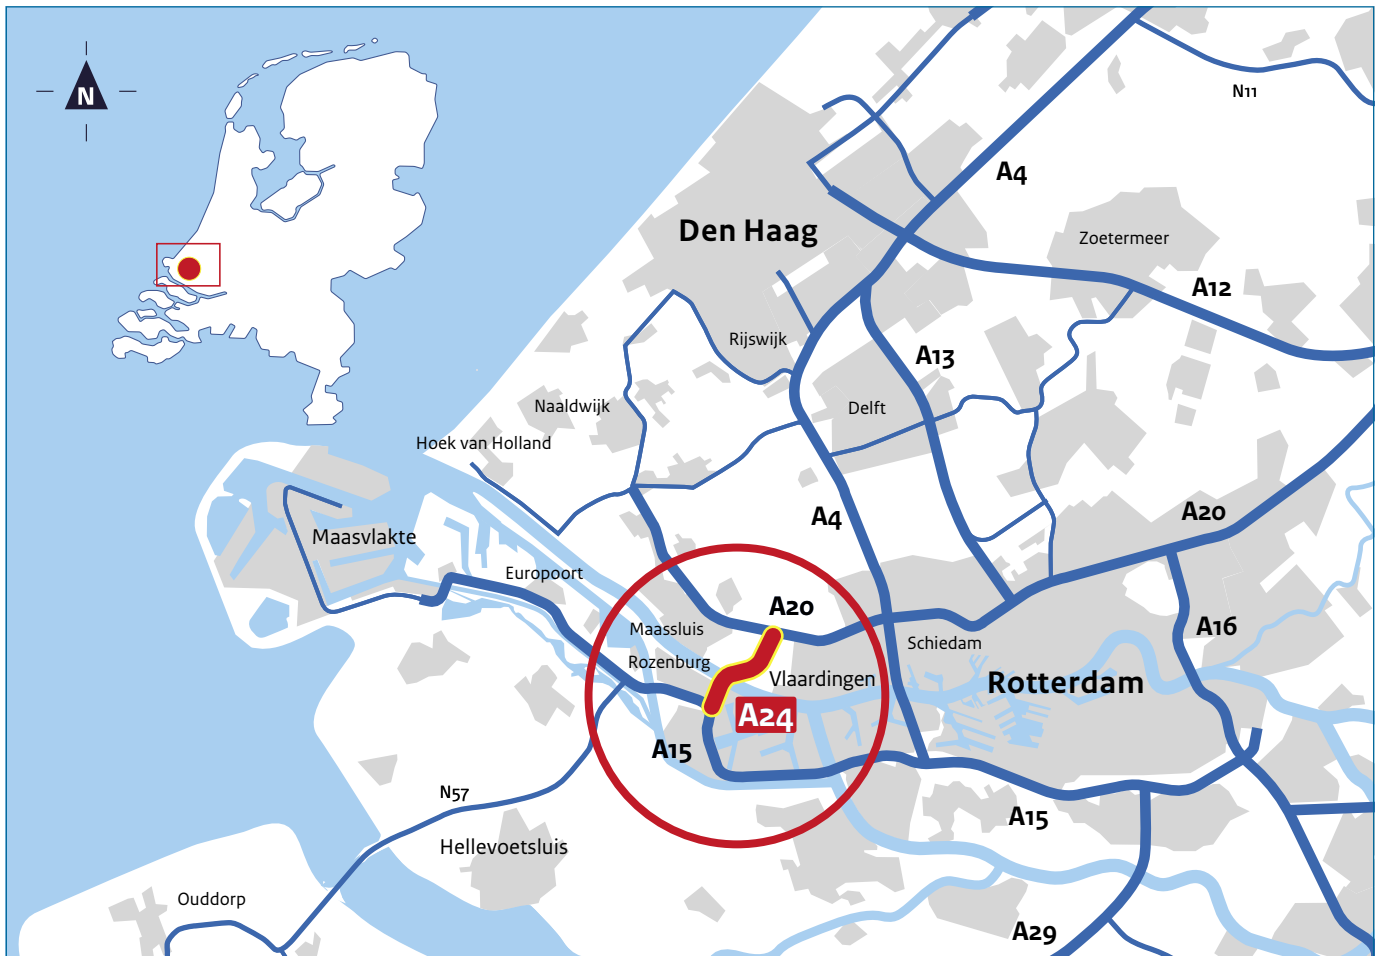 N
N11
A4
Den Haag
Zoetermeer
A12
Rijswijk
A13
Naaldwijk
Delft
Hoek van Holland
A20
A4
Maasvlakte
Europoort
A20
Maassluis
A16
Schiedam
Rozenburg
Vlaardingen
Rotterdam
A24
A15
N57
A15
Hellevoetsluis
Ouddorp
A29